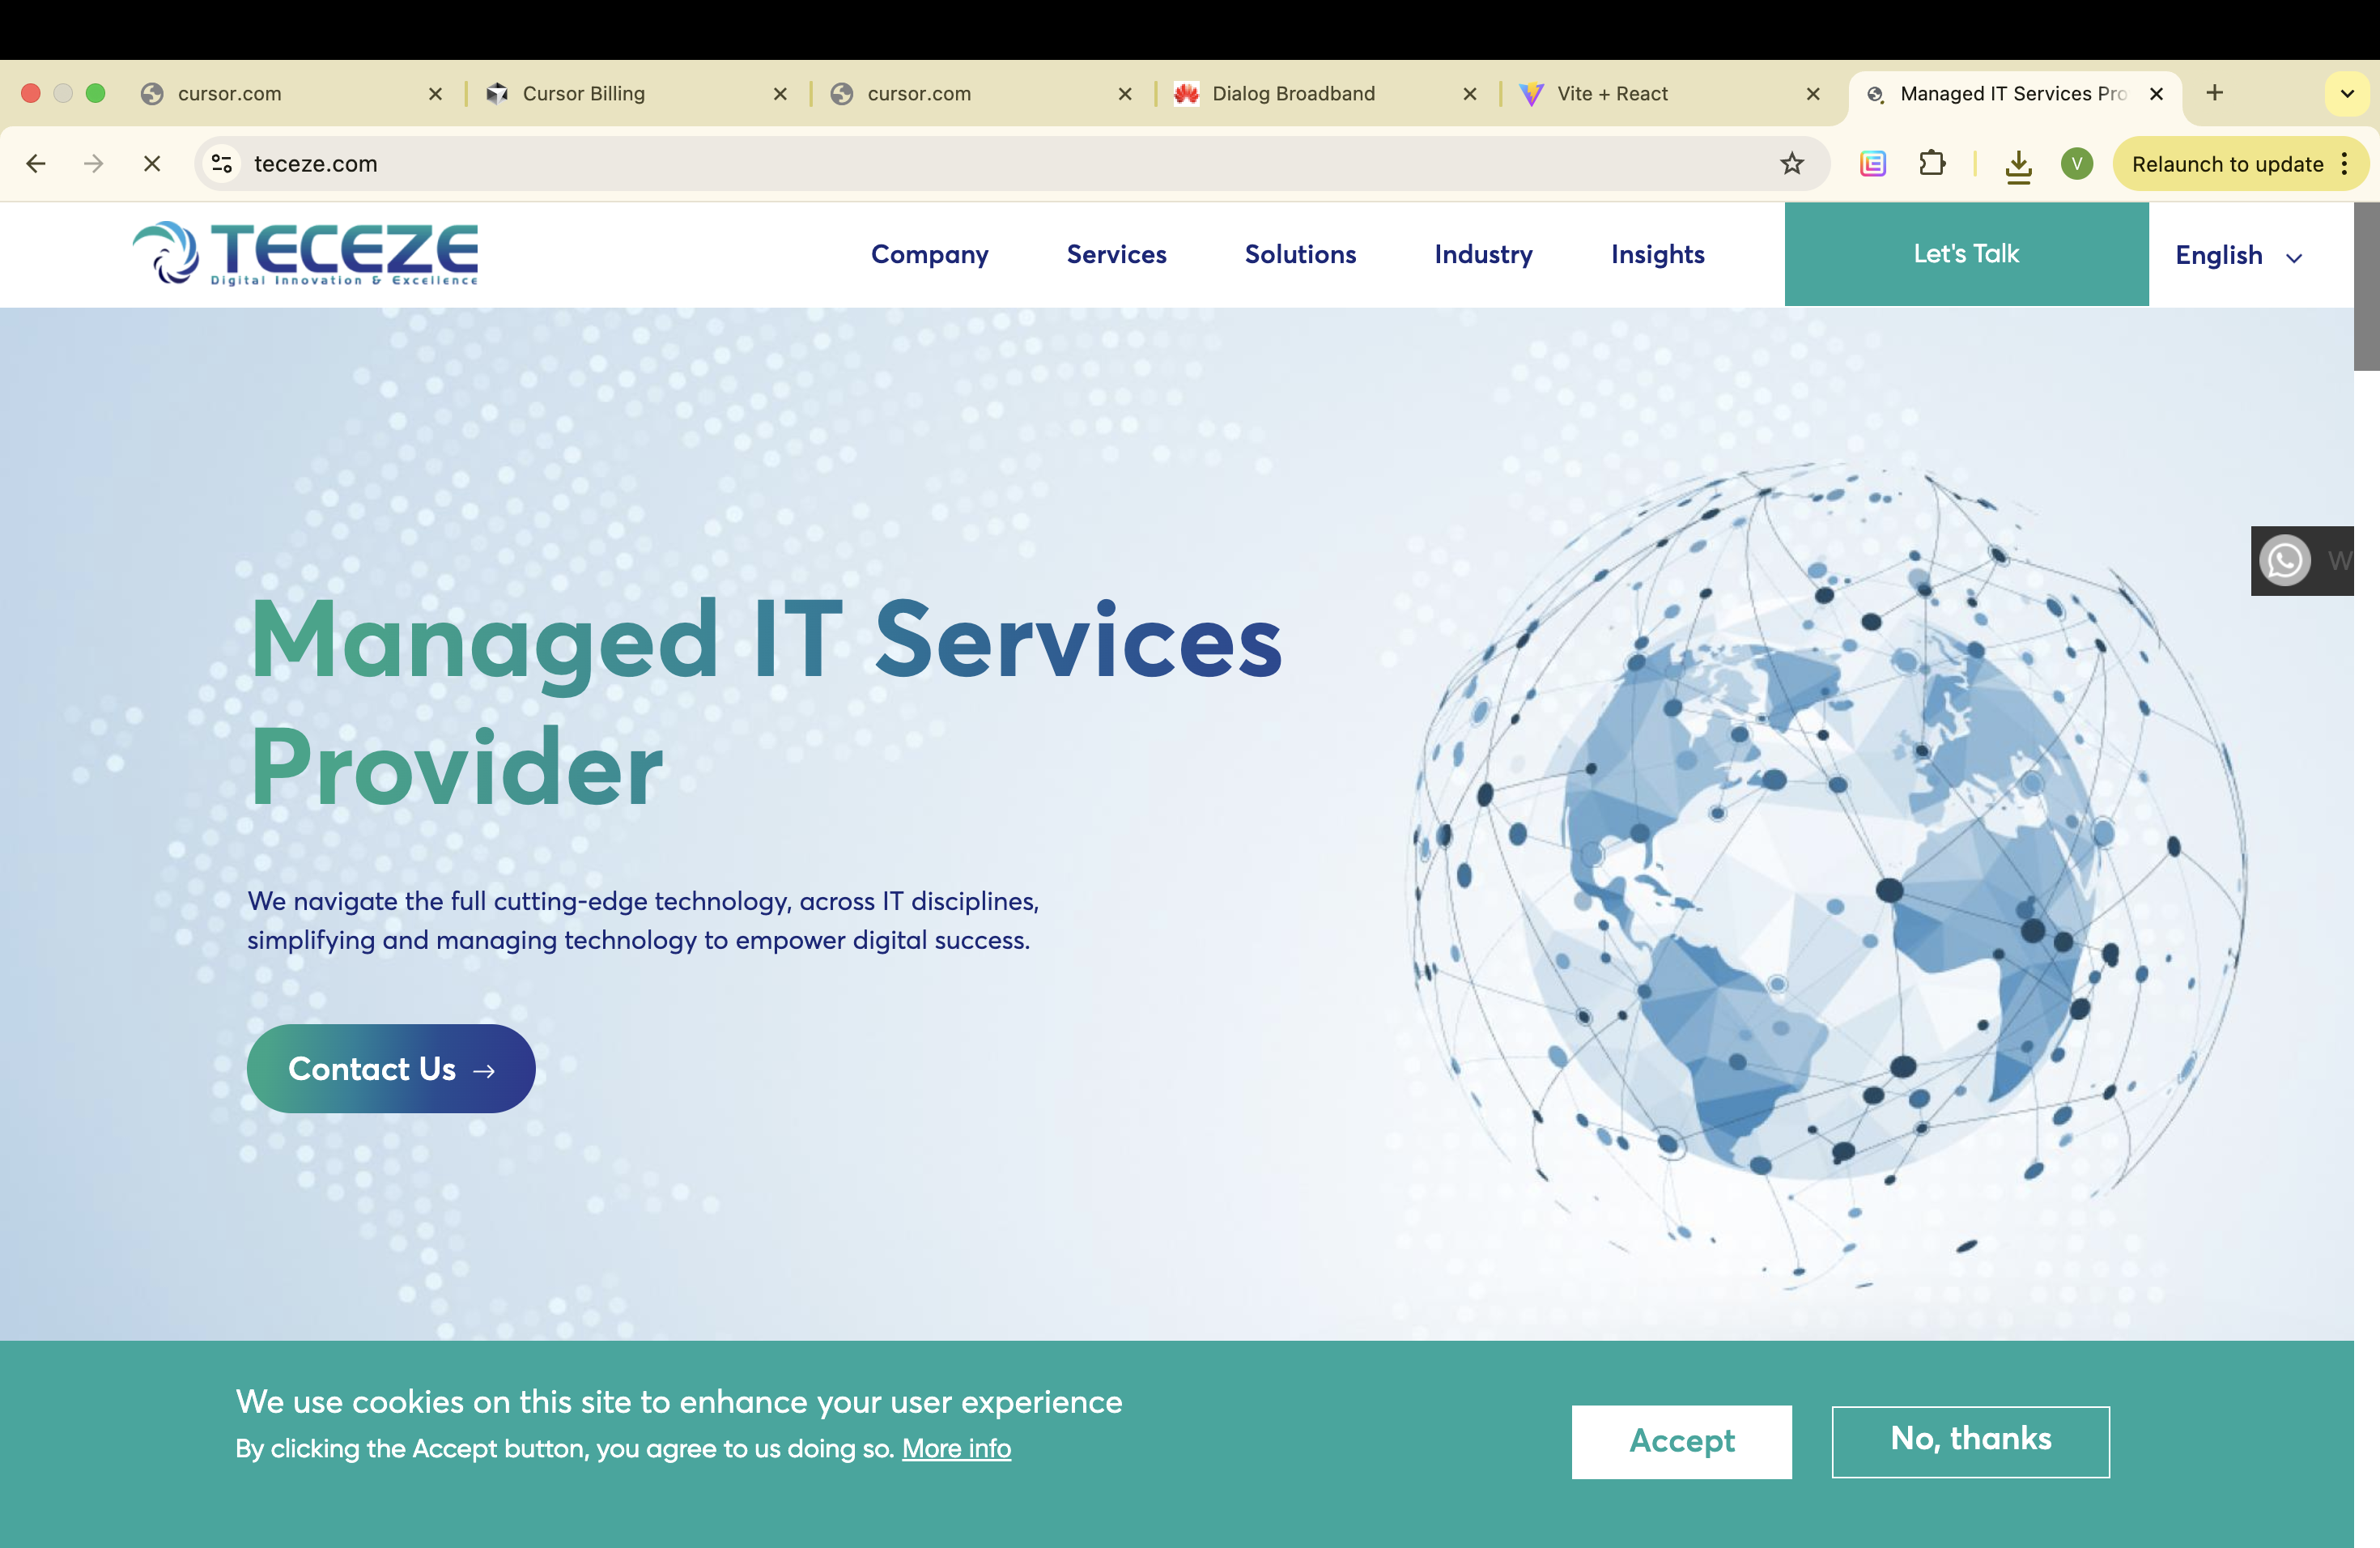 cursor.com
Cursor Billing
cursor.com
Dialog Broadband
Vite + React
Managed IT Services Pro
teceze.com
V
Relaunch to update
TECEZE
Digital Innovation & Excellence
Company
Services
Solutions
Industry
Insights
Let's Talk
English
W
Managed IT Services
Provider
We navigate the full cutting-edge technology, across IT disciplines,
simplifying and managing technology to empower digital success.
Contact Us →
We use cookies on this site to enhance your user experience
By clicking the Accept button, you agree to us doing so. More info
Accept
No, thanks